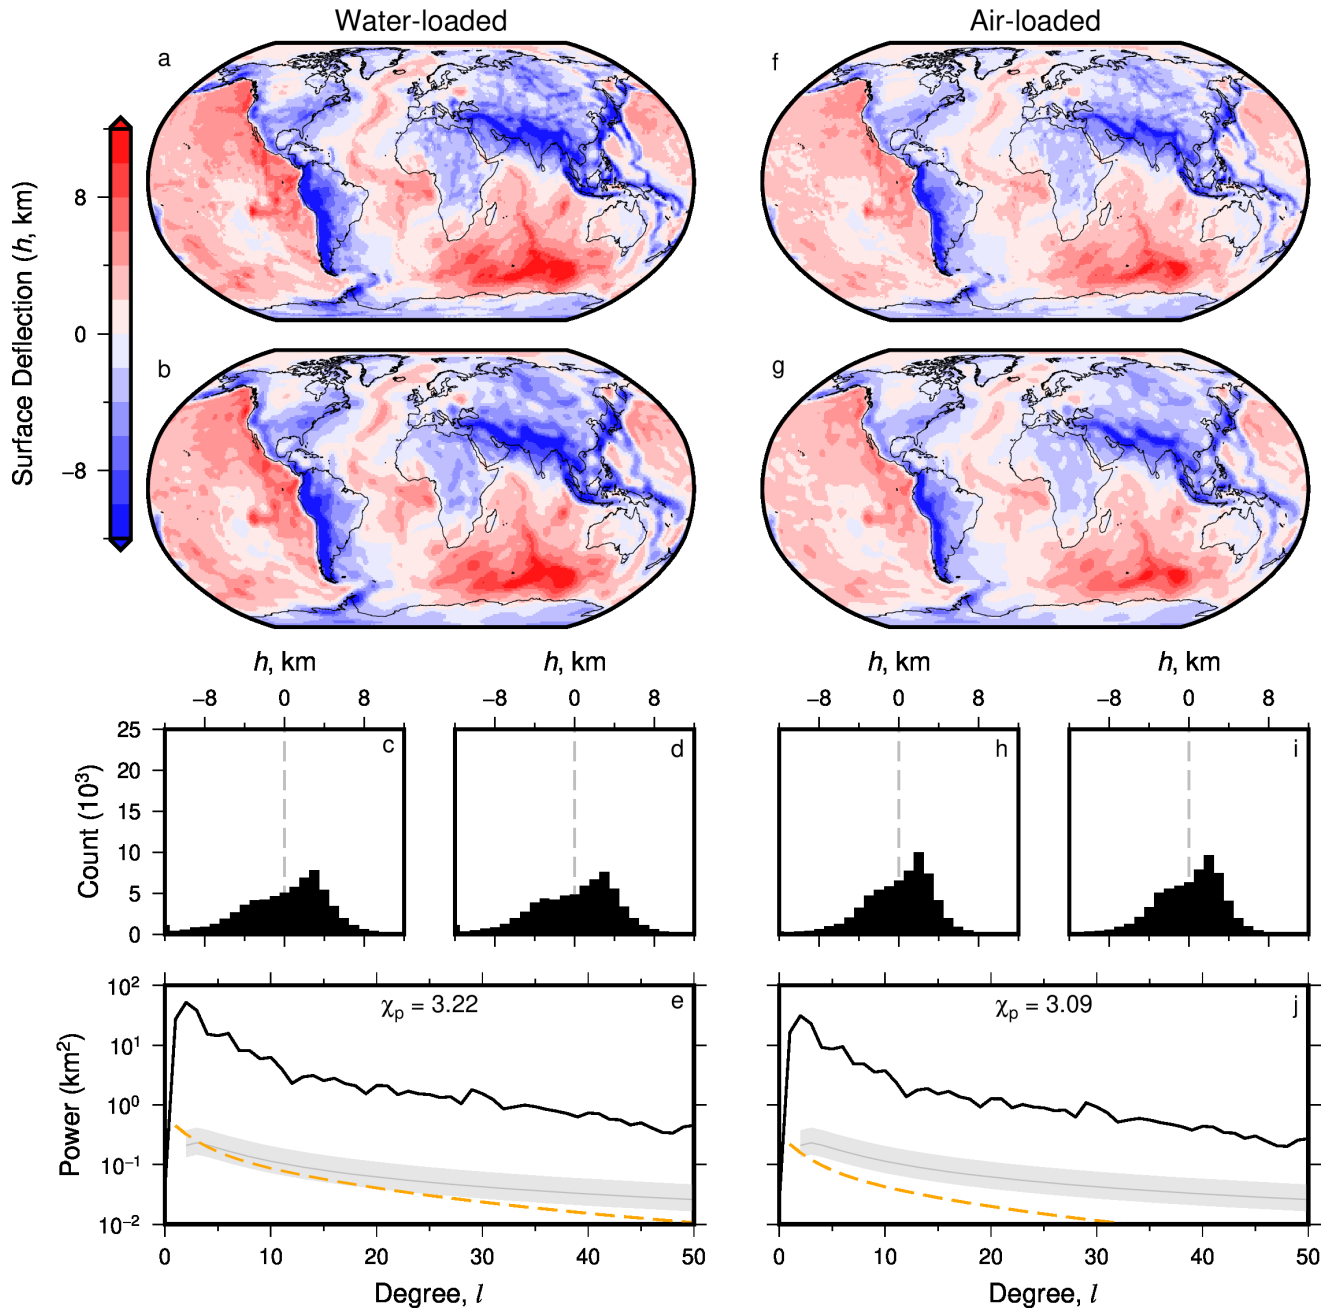 Water-loaded
Air-loaded
a
f
Surface Deflection (h, km)
8
0
−8
b
g
h, km
h, km
h, km
h, km
−8 0 8
−8 0 8
−8 0 8
−8 0 8
Count (10³)
25
20
15
10
5
0
c
d
h
i
Power (km²)
10²
10¹
10⁰
10⁻¹
10⁻²
χp = 3.22
e
χp = 3.09
j
0 10 20 30 40 50
0 10 20 30 40 50
Degree, l
Degree, l